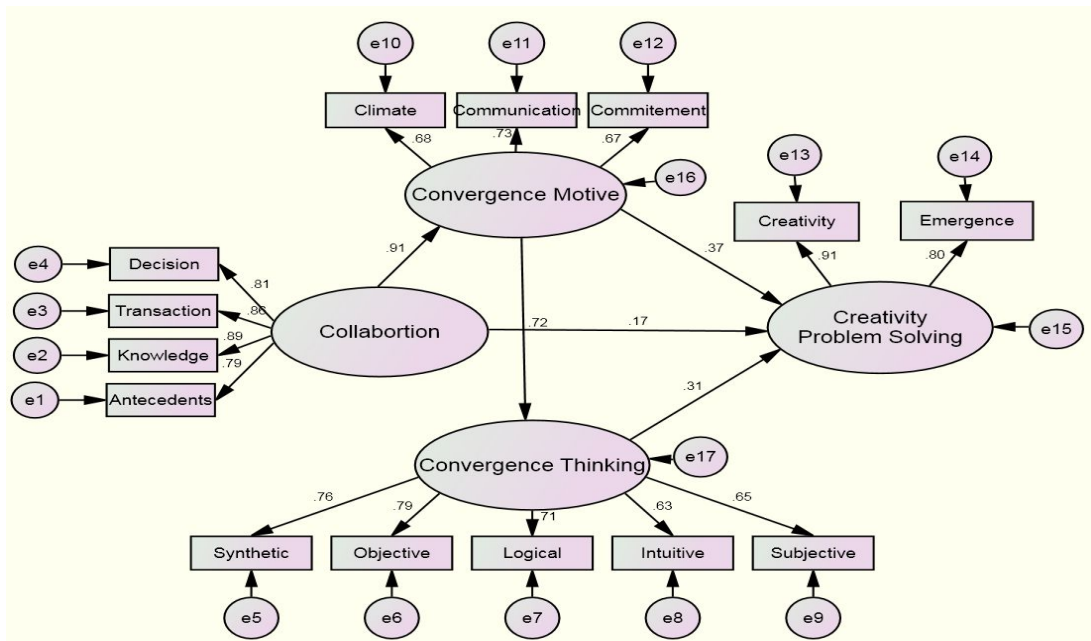 e10
e11
e12
Climate
Communication
Commitement
.68
.73
.67
Convergence Motive
e16
e13
e14
Creativity
Emergence
.91
.80
.37
.91
e4
Decision
.81
e3
Transaction
.86
e2
Knowledge
.89
e1
Antecedents
.79
Collabortion
.72
.17
Creativity
Problem Solving
e15
.31
Convergence Thinking
e17
.76
.79
.71
.63
.65
Synthetic
Objective
Logical
Intuitive
Subjective
e5
e6
e7
e8
e9